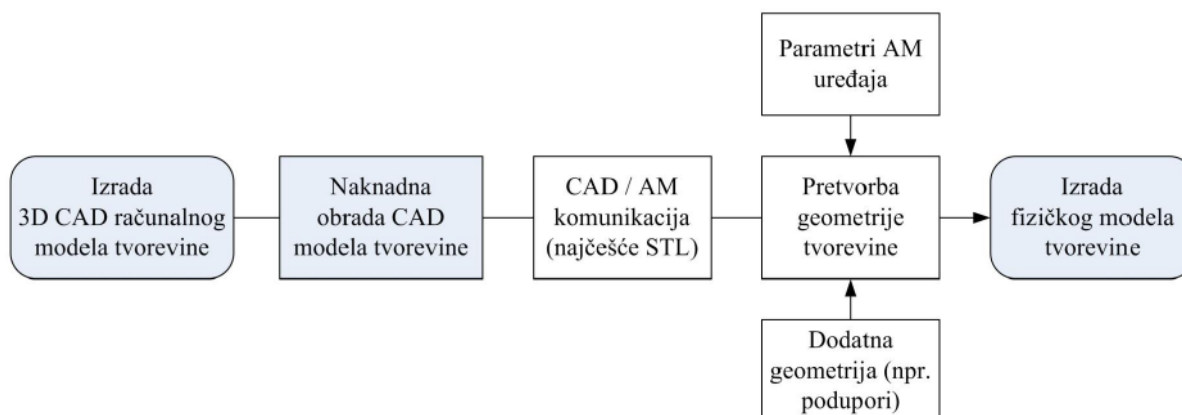 Parametri AM
uređaja
Izrada
3D CAD računalnog
modela tvorevine
Naknadna
obrada CAD
modela tvorevine
CAD / AM
komunikacija
(najčešće STL)
Pretvorba
geometrije
tvorevine
Izrada
fizičkog modela
tvorevine
Dodatna
geometrija (npr.
podupori)